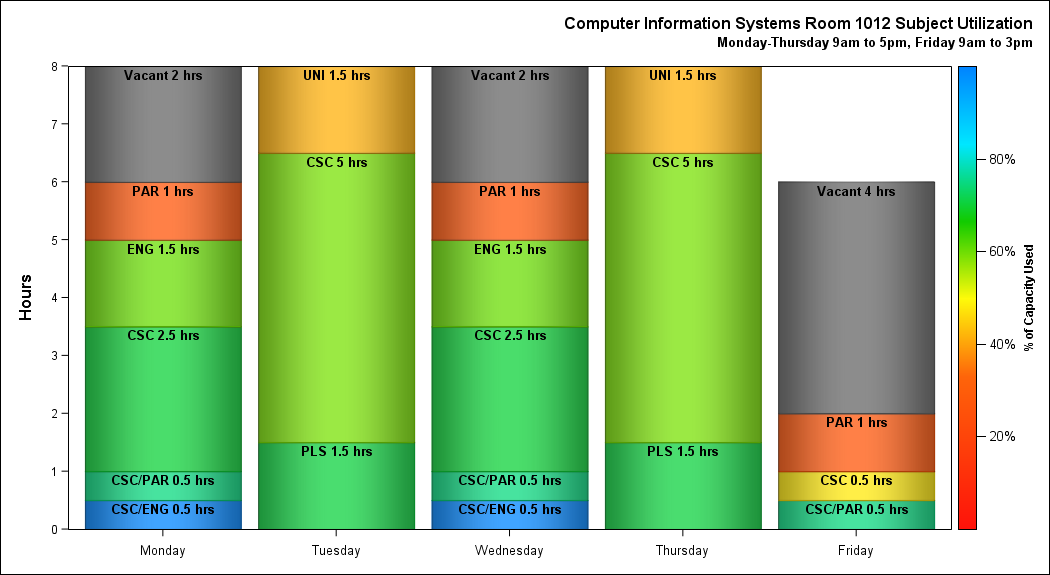 Computer Information Systems Room 1012 Subject Utilization
Monday-Thursday 9am to 5pm, Friday 9am to 3pm
Hours
8
7
6
5
4
3
2
1
0
Vacant 2 hrs
PAR 1 hrs
ENG 1.5 hrs
CSC 2.5 hrs
CSC/PAR 0.5 hrs
CSC/ENG 0.5 hrs
UNI 1.5 hrs
CSC 5 hrs
PLS 1.5 hrs
Vacant 2 hrs
PAR 1 hrs
ENG 1.5 hrs
CSC 2.5 hrs
CSC/PAR 0.5 hrs
CSC/ENG 0.5 hrs
UNI 1.5 hrs
CSC 5 hrs
PLS 1.5 hrs
Vacant 4 hrs
PAR 1 hrs
CSC 0.5 hrs
CSC/PAR 0.5 hrs
Monday
Tuesday
Wednesday
Thursday
Friday
80%
60%
40%
20%
% of Capacity Used